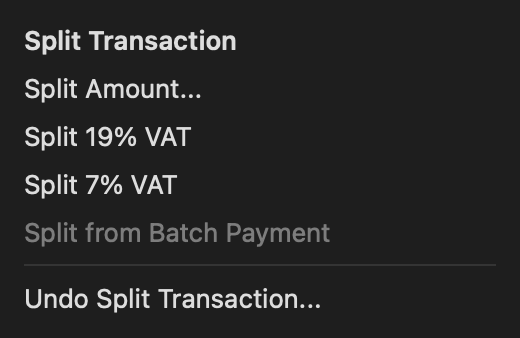 Split Transaction
Split Amount...
Split 19% VAT
Split 7% VAT
Split from Batch Payment
Undo Split Transaction...